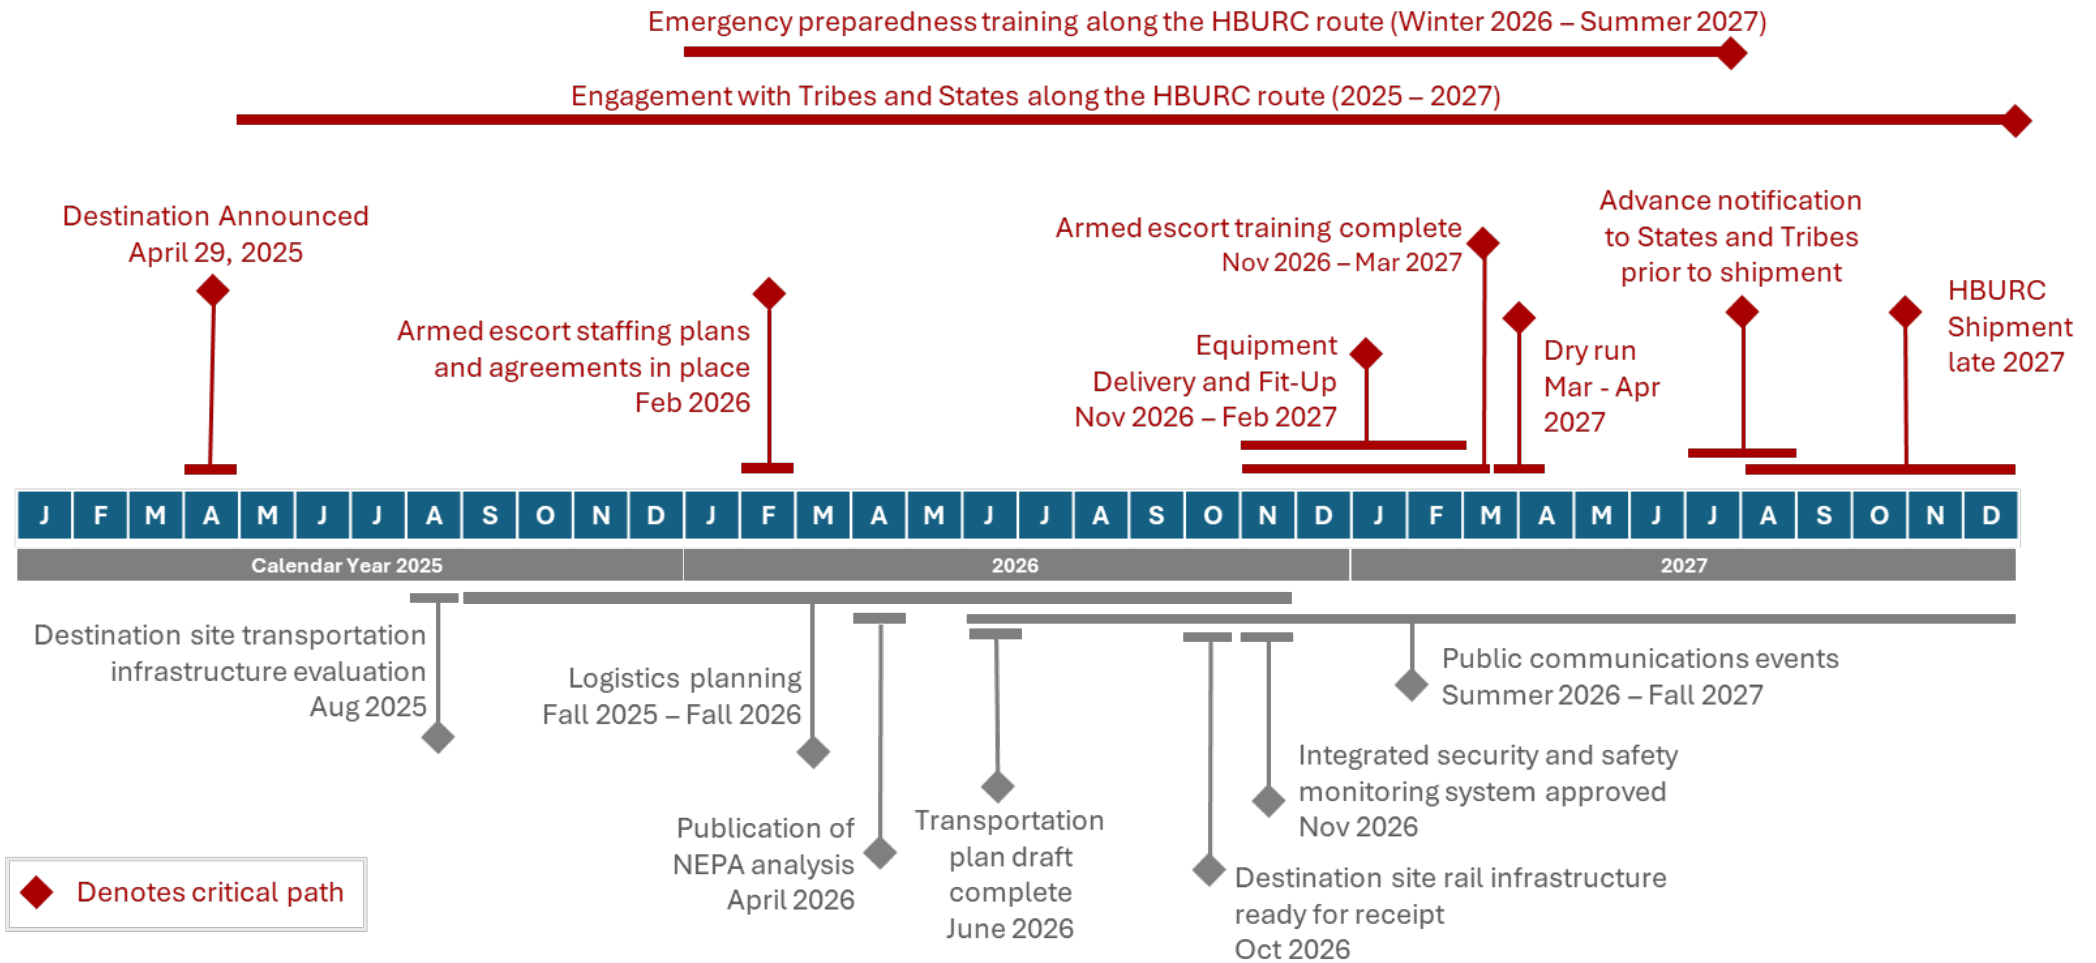 Emergency preparedness training along the HBURC route (Winter 2026 – Summer 2027)
Engagement with Tribes and States along the HBURC route (2025 – 2027)
Destination Announced
April 29, 2025
Armed escort staffing plans
and agreements in place
Feb 2026
Armed escort training complete
Nov 2026 – Mar 2027
Equipment
Delivery and Fit-Up
Nov 2026 – Feb 2027
Dry run
Mar - Apr
2027
Advance notification
to States and Tribes
prior to shipment
HBURC
Shipment
late 2027
J F M A M J J A S O N D J F M A M J J A S O N D J F M A M J J A S O N D
Calendar Year 2025 2026 2027
Destination site transportation
infrastructure evaluation
Aug 2025
Logistics planning
Fall 2025 – Fall 2026
Publication of
NEPA analysis
April 2026
Transportation
plan draft
complete
June 2026
Public communications events
Summer 2026 – Fall 2027
Integrated security and safety
monitoring system approved
Nov 2026
Destination site rail infrastructure
ready for receipt
Oct 2026
Denotes critical path